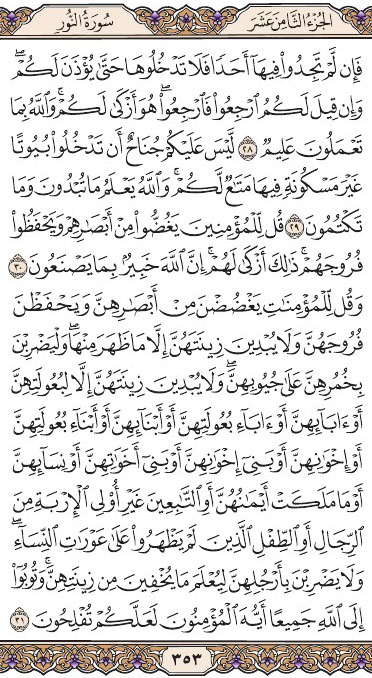 الجزء الثامن عشر سورة النور
فَإِن لَّمْ تَجِدُوا۟ فِيهَآ أَحَدًا فَلَا تَدْخُلُوهَا حَتَّىٰ يُؤْذَنَ لَكُمْ ۖ
وَإِن قِيلَ لَكُمُ ٱرْجِعُوا۟ فَٱرْجِعُوا۟ ۖ هُوَ أَزْكَىٰ لَكُمْ ۚ وَٱللَّهُ بِمَا
تَعْمَلُونَ عَلِيمٌ ٢٨ لَّيْسَ عَلَيْكُمْ جُنَاحٌ أَن تَدْخُلُوا۟ بُيُوتًا
غَيْرَ مَسْكُونَةٍ فِيهَا مَتَـٰعٌ لَّكُمْ ۚ وَٱللَّهُ يَعْلَمُ مَا تُبْدُونَ وَمَا
تَكْتُمُونَ ٢٩ قُل لِّلْمُؤْمِنِينَ يَغُضُّوا۟ مِنْ أَبْصَـٰرِهِمْ وَيَحْفَظُوا۟
فُرُوجَهُمْ ۚ ذَٰلِكَ أَزْكَىٰ لَهُمْ ۗ إِنَّ ٱللَّهَ خَبِيرٌۢ بِمَا يَصْنَعُونَ ٣٠
وَقُل لِّلْمُؤْمِنَـٰتِ يَغْضُضْنَ مِنْ أَبْصَـٰرِهِنَّ وَيَحْفَظْنَ
فُرُوجَهُنَّ وَلَا يُبْدِينَ زِينَتَهُنَّ إِلَّا مَا ظَهَرَ مِنْهَا ۖ وَلْيَضْرِبْنَ
بِخُمُرِهِنَّ عَلَىٰ جُيُوبِهِنَّ ۖ وَلَا يُبْدِينَ زِينَتَهُنَّ إِلَّا لِبُعُولَتِهِنَّ
أَوْ ءَابَآئِهِنَّ أَوْ ءَابَآءِ بُعُولَتِهِنَّ أَوْ أَبْنَآئِهِنَّ أَوْ أَبْنَآءِ بُعُولَتِهِنَّ
أَوْ إِخْوَٰنِهِنَّ أَوْ بَنِىٓ إِخْوَٰنِهِنَّ أَوْ بَنِىٓ أَخَوَٰتِهِنَّ أَوْ نِسَآئِهِنَّ
أَوْ مَا مَلَكَتْ أَيْمَـٰنُهُنَّ أَوِ ٱلتَّـٰبِعِينَ غَيْرِ أُو۟لِى ٱلْإِرْبَةِ مِنَ
ٱلرِّجَالِ أَوِ ٱلطِّفْلِ ٱلَّذِينَ لَمْ يَظْهَرُوا۟ عَلَىٰ عَوْرَٰتِ ٱلنِّسَآءِ ۖ
وَلَا يَضْرِبْنَ بِأَرْجُلِهِنَّ لِيُعْلَمَ مَا يُخْفِينَ مِن زِينَتِهِنَّ ۚ وَتُوبُوٓا۟
إِلَى ٱللَّهِ جَمِيعًا أَيُّهَ ٱلْمُؤْمِنُونَ لَعَلَّكُمْ تُفْلِحُونَ ٣١
٣٥٣